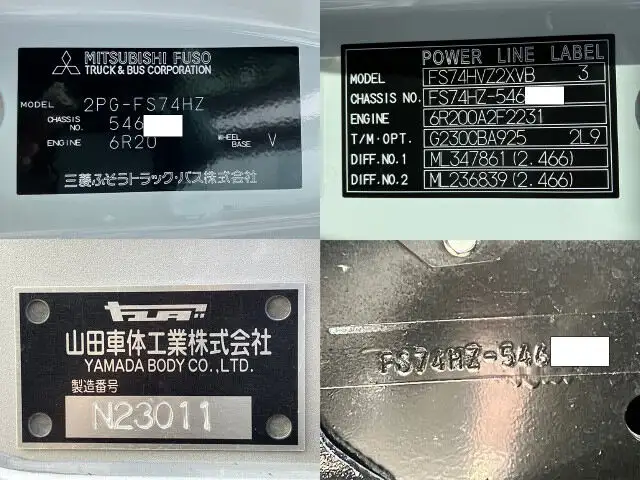 MITSUBISHI FUSO
TRUCK & BUS CORPORATION
MODEL 2PG-FS74HZ
CHASSIS NO. 546
ENGINE 6R20 WHEEL BASE V
三菱ふそうトラック・バス株式会社
POWER LINE LABEL
MODEL FS74HVZ2XVB 3
CHASSIS NO. FS74HZ-546
ENGINE 6R200A2F2231
T/M・OPT. G230CBA925 2L9
DIFF.NO.1 ML347861(2.466)
DIFF.NO.2 ML236839(2.466)
山田車体工業株式会社
YAMADA BODY CO.,LTD.
製造番号
N23011
FS74HZ-546